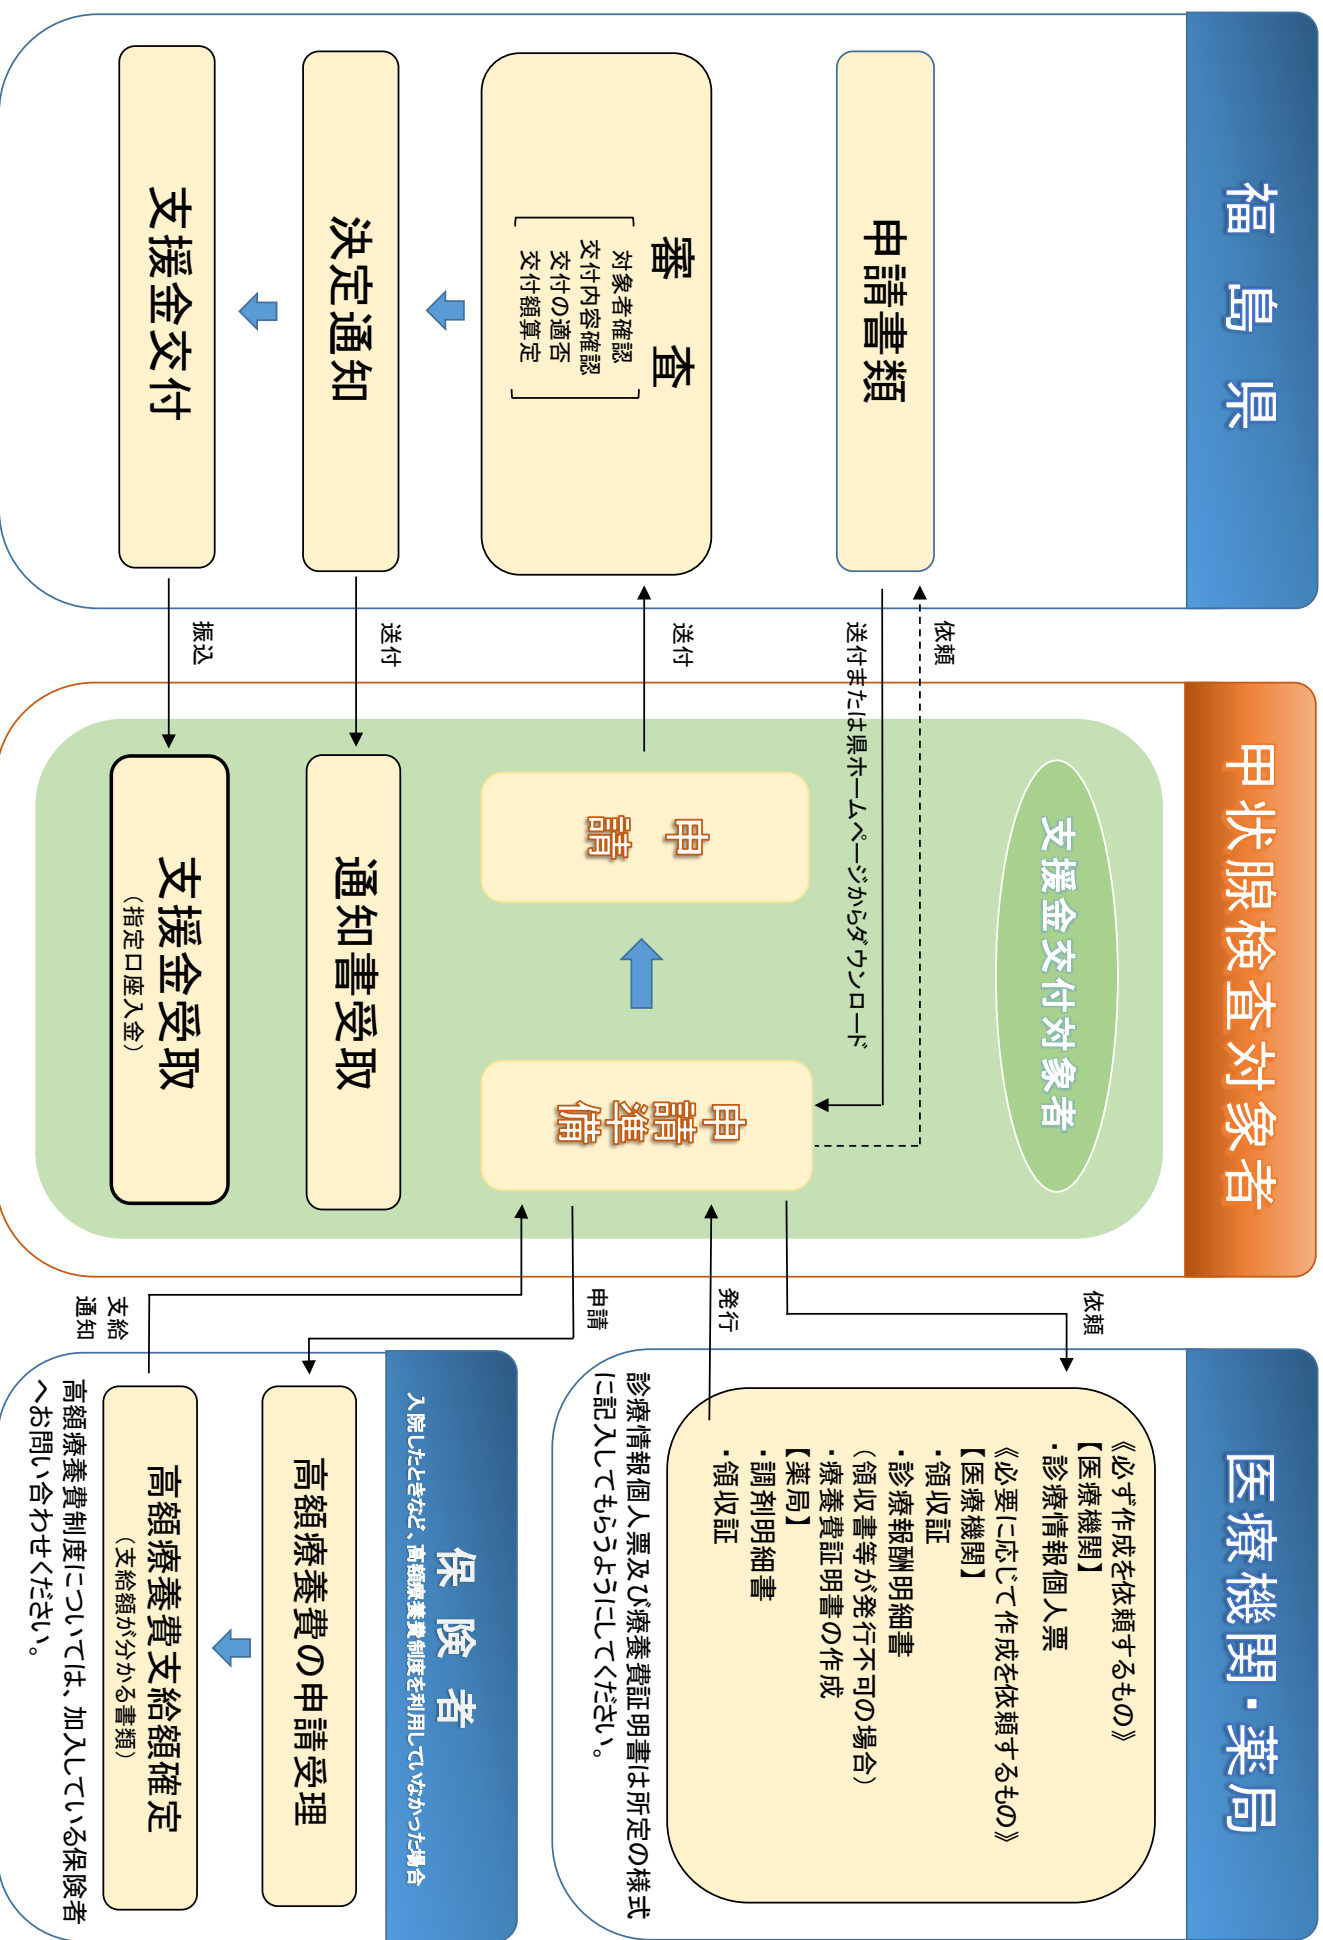 福島県
申請書類
審査
対象者確認
交付内容確認
交付の適否
交付額算定
決定通知
支援金交付
依頼
送付または県ホームページからダウンロード
送付
送付
振込
甲状腺検査対象者
支援金交付対象者
申請準備
申請
通知書受取
支援金受取
（指定口座入金）
依頼
発行
申請
支給
通知
医療機関・薬局
《必ず作成を依頼するもの》
【医療機関】
・診療情報個人票
《必要に応じて作成を依頼するもの》
【医療機関】
・領収証
・診療報酬明細書
（領収書等が発行不可の場合）
・療養費証明書の作成
【薬局】
・調剤明細書
・領収証
診療情報個人票及び療養費証明書は所定の様式
に記入してもらうようにしてください。
保険者
入院したときなど、高額療養費制度を利用していなかった場合
高額療養費の申請受理
高額療養費支給額確定
（支給額が分かる書類）
高額療養費制度については、加入している保険者
へお問い合わせください。